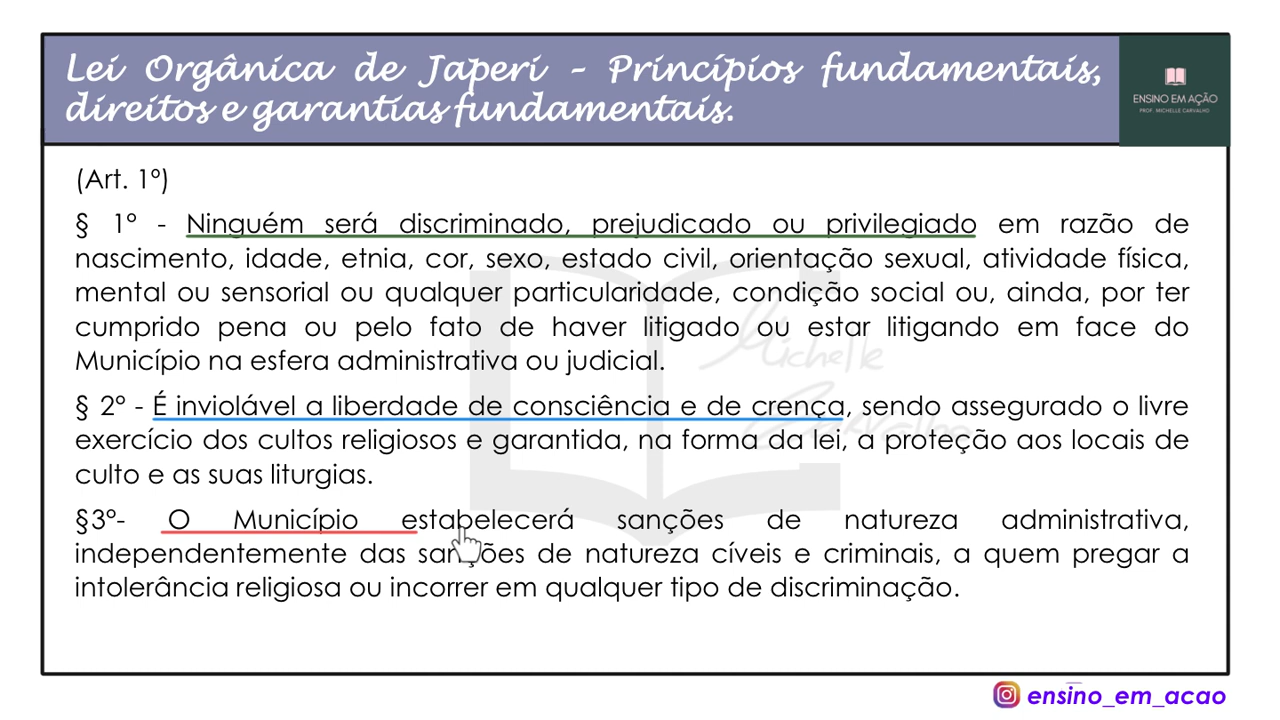 Lei Orgânica de Japeri – Princípios fundamentais,
direitos e garantias fundamentais.
ENSINO EM AÇÃO
PROF. MICHELLE CARVALHO
(Art. 1º)
§ 1º - Ninguém será discriminado, prejudicado ou privilegiado em razão de
nascimento, idade, etnia, cor, sexo, estado civil, orientação sexual, atividade física,
mental ou sensorial ou qualquer particularidade, condição social ou, ainda, por ter
cumprido pena ou pelo fato de haver litigado ou estar litigando em face do
Município na esfera administrativa ou judicial.
§ 2º - É inviolável a liberdade de consciência e de crença, sendo assegurado o livre
exercício dos cultos religiosos e garantida, na forma da lei, a proteção aos locais de
culto e as suas liturgias.
§3º- O Município estabelecerá sanções de natureza administrativa,
independentemente das sanções de natureza cíveis e criminais, a quem pregar a
intolerância religiosa ou incorrer em qualquer tipo de discriminação.
Michelle
Carvalho
ensino_em_acao